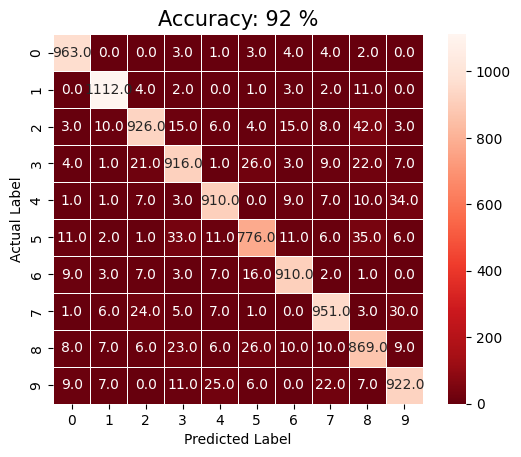 Accuracy: 92 %
0 963.0 0.0 0.0 3.0 1.0 3.0 4.0 4.0 2.0 0.0
1 0.0 1112.0 4.0 2.0 0.0 1.0 3.0 2.0 11.0 0.0
2 3.0 10.0 926.0 15.0 6.0 4.0 15.0 8.0 42.0 3.0
3 4.0 1.0 21.0 916.0 1.0 26.0 3.0 9.0 22.0 7.0
4 1.0 1.0 7.0 3.0 910.0 0.0 9.0 7.0 10.0 34.0
5 11.0 2.0 1.0 33.0 11.0 776.0 11.0 6.0 35.0 6.0
6 9.0 3.0 7.0 3.0 7.0 16.0 910.0 2.0 1.0 0.0
7 1.0 6.0 24.0 5.0 7.0 1.0 0.0 951.0 3.0 30.0
8 8.0 7.0 6.0 23.0 6.0 26.0 10.0 10.0 869.0 9.0
9 9.0 7.0 0.0 11.0 25.0 6.0 0.0 22.0 7.0 922.0
0 1 2 3 4 5 6 7 8 9
Predicted Label
Actual Label
1000
800
600
400
200
0